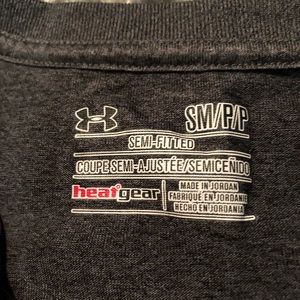 SM/P/P
SEMI-FITTED
COUPE SEMI-AJUSTÉE/SEMICEÑIDO
heatgear
MADE IN JORDAN
FABRIQUÉ EN JORDANIE
HECHO EN JORDANIA